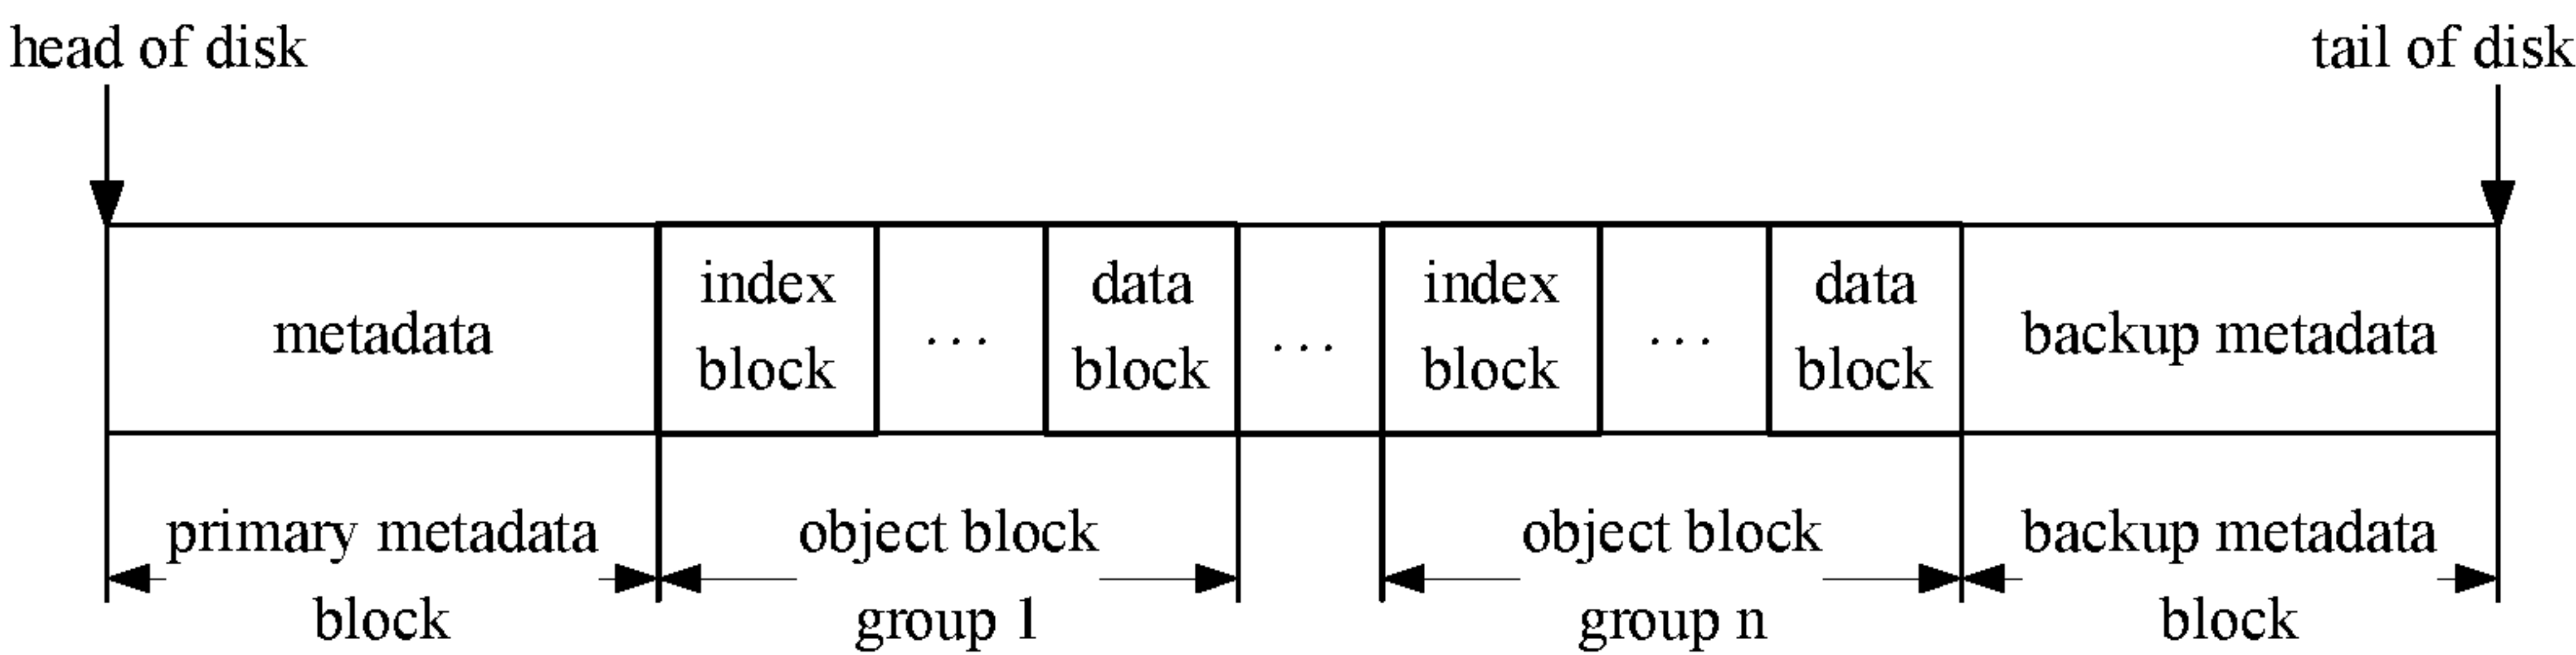 head of disk
tail of disk
metadata
index
block
...
data
block
...
index
block
...
data
block
backup metadata
primary metadata
block
object block
group 1
object block
group n
backup metadata
block